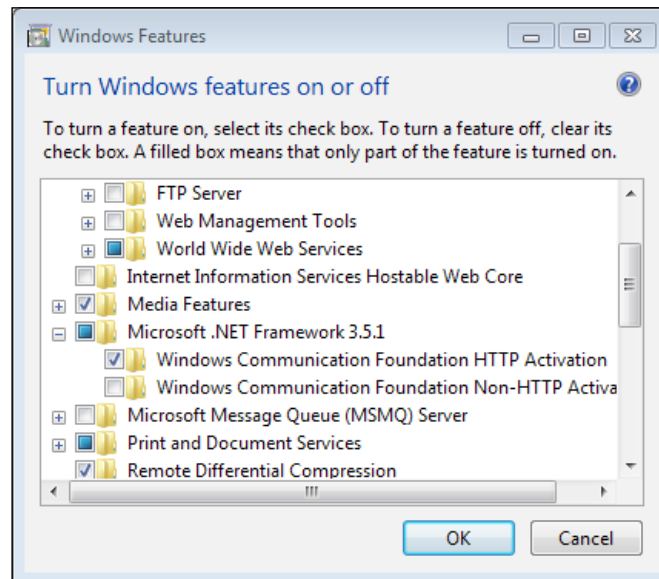 Windows Features
Turn Windows features on or off
To turn a feature on, select its check box. To turn a feature off, clear its
check box. A filled box means that only part of the feature is turned on.
FTP Server
Web Management Tools
World Wide Web Services
Internet Information Services Hostable Web Core
Media Features
Microsoft .NET Framework 3.5.1
Windows Communication Foundation HTTP Activation
Windows Communication Foundation Non-HTTP Activa
Microsoft Message Queue (MSMQ) Server
Print and Document Services
Remote Differential Compression
OK Cancel